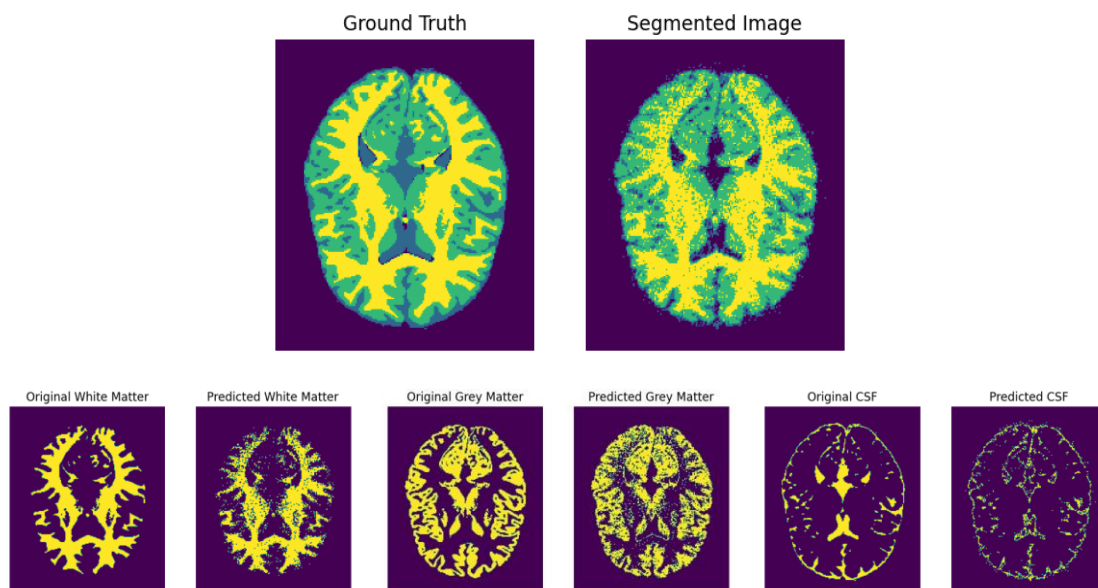 Ground Truth
Segmented Image
Original White Matter
Predicted White Matter
Original Grey Matter
Predicted Grey Matter
Original CSF
Predicted CSF